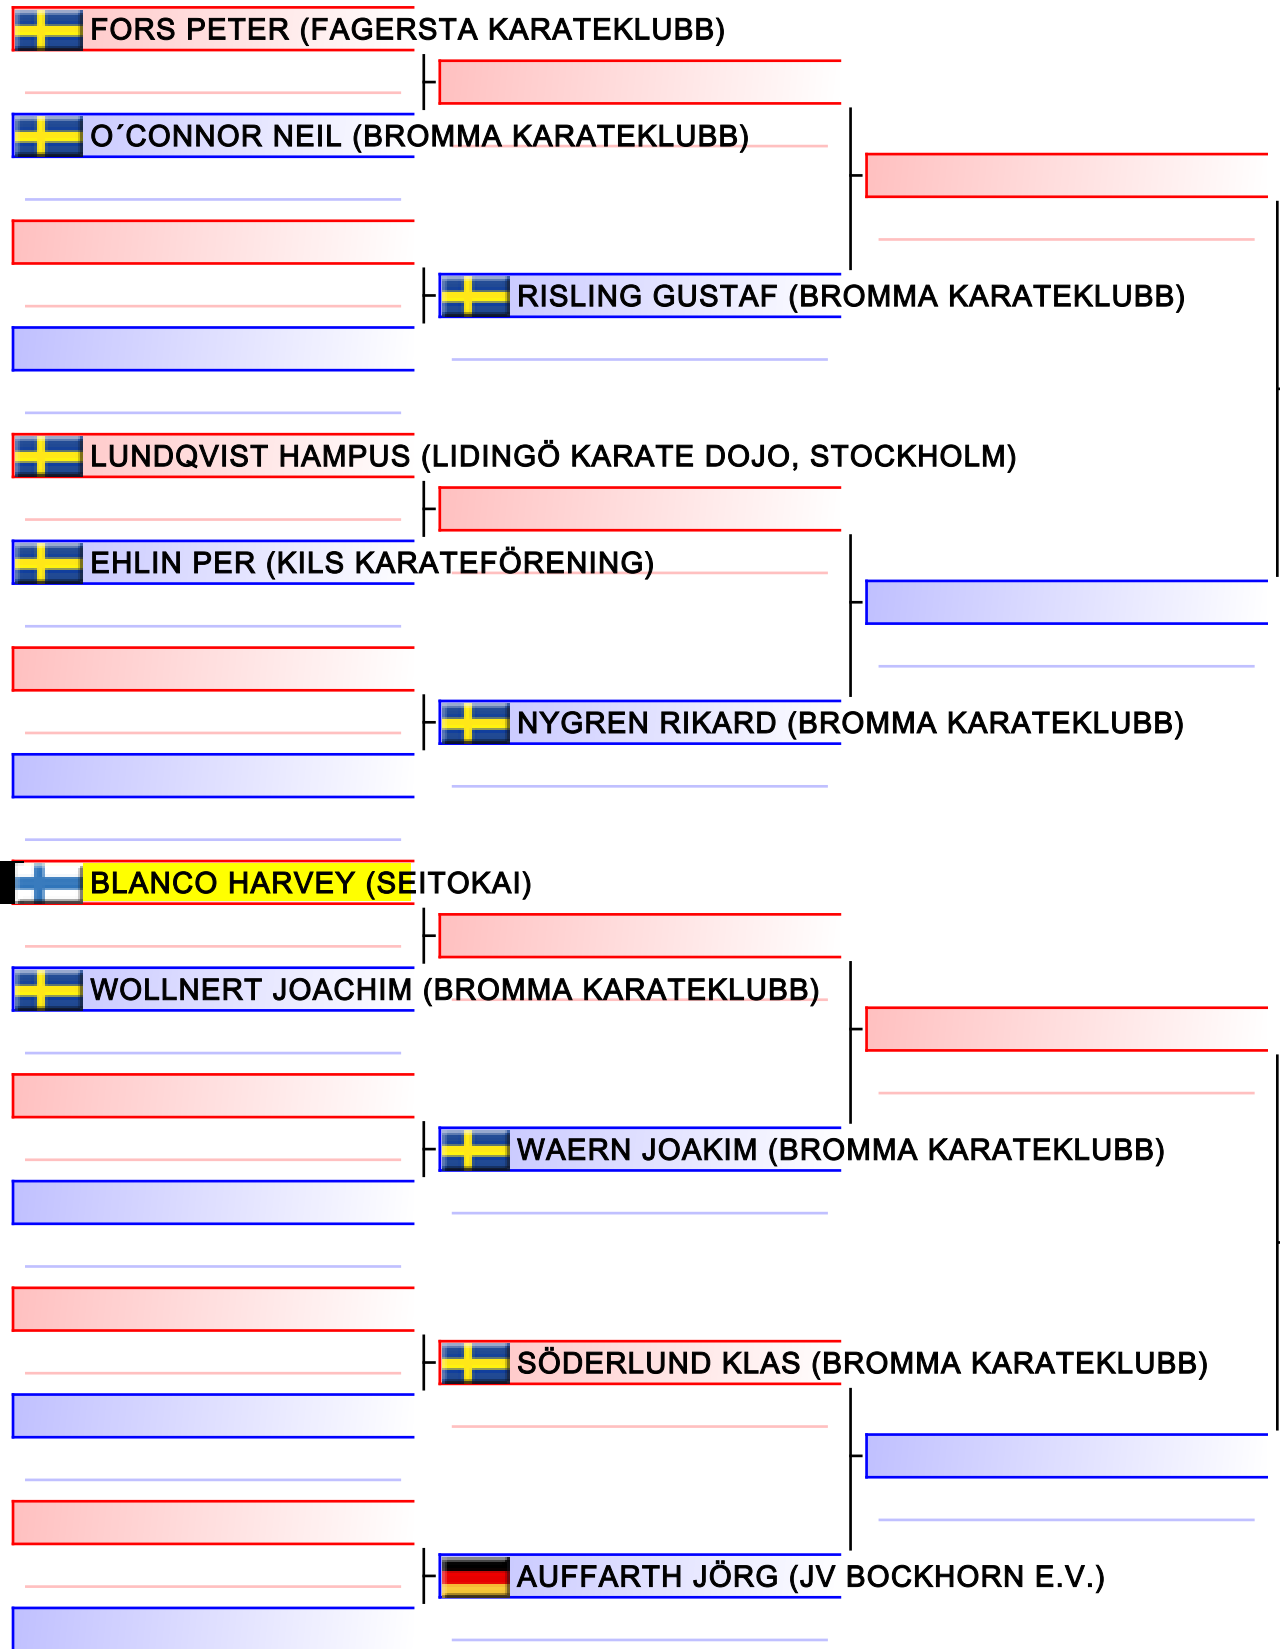 FORS PETER (FAGERSTA KARATEKLUBB)
O´CONNOR NEIL (BROMMA KARATEKLUBB)
RISLING GUSTAF (BROMMA KARATEKLUBB)
LUNDQVIST HAMPUS (LIDINGÖ KARATE DOJO, STOCKHOLM)
EHLIN PER (KILS KARATEFÖRENING)
NYGREN RIKARD (BROMMA KARATEKLUBB)
BLANCO HARVEY (SEITOKAI)
WOLLNERT JOACHIM (BROMMA KARATEKLUBB)
WAERN JOAKIM (BROMMA KARATEKLUBB)
SÖDERLUND KLAS (BROMMA KARATEKLUBB)
AUFFARTH JÖRG (JV BOCKHORN E.V.)